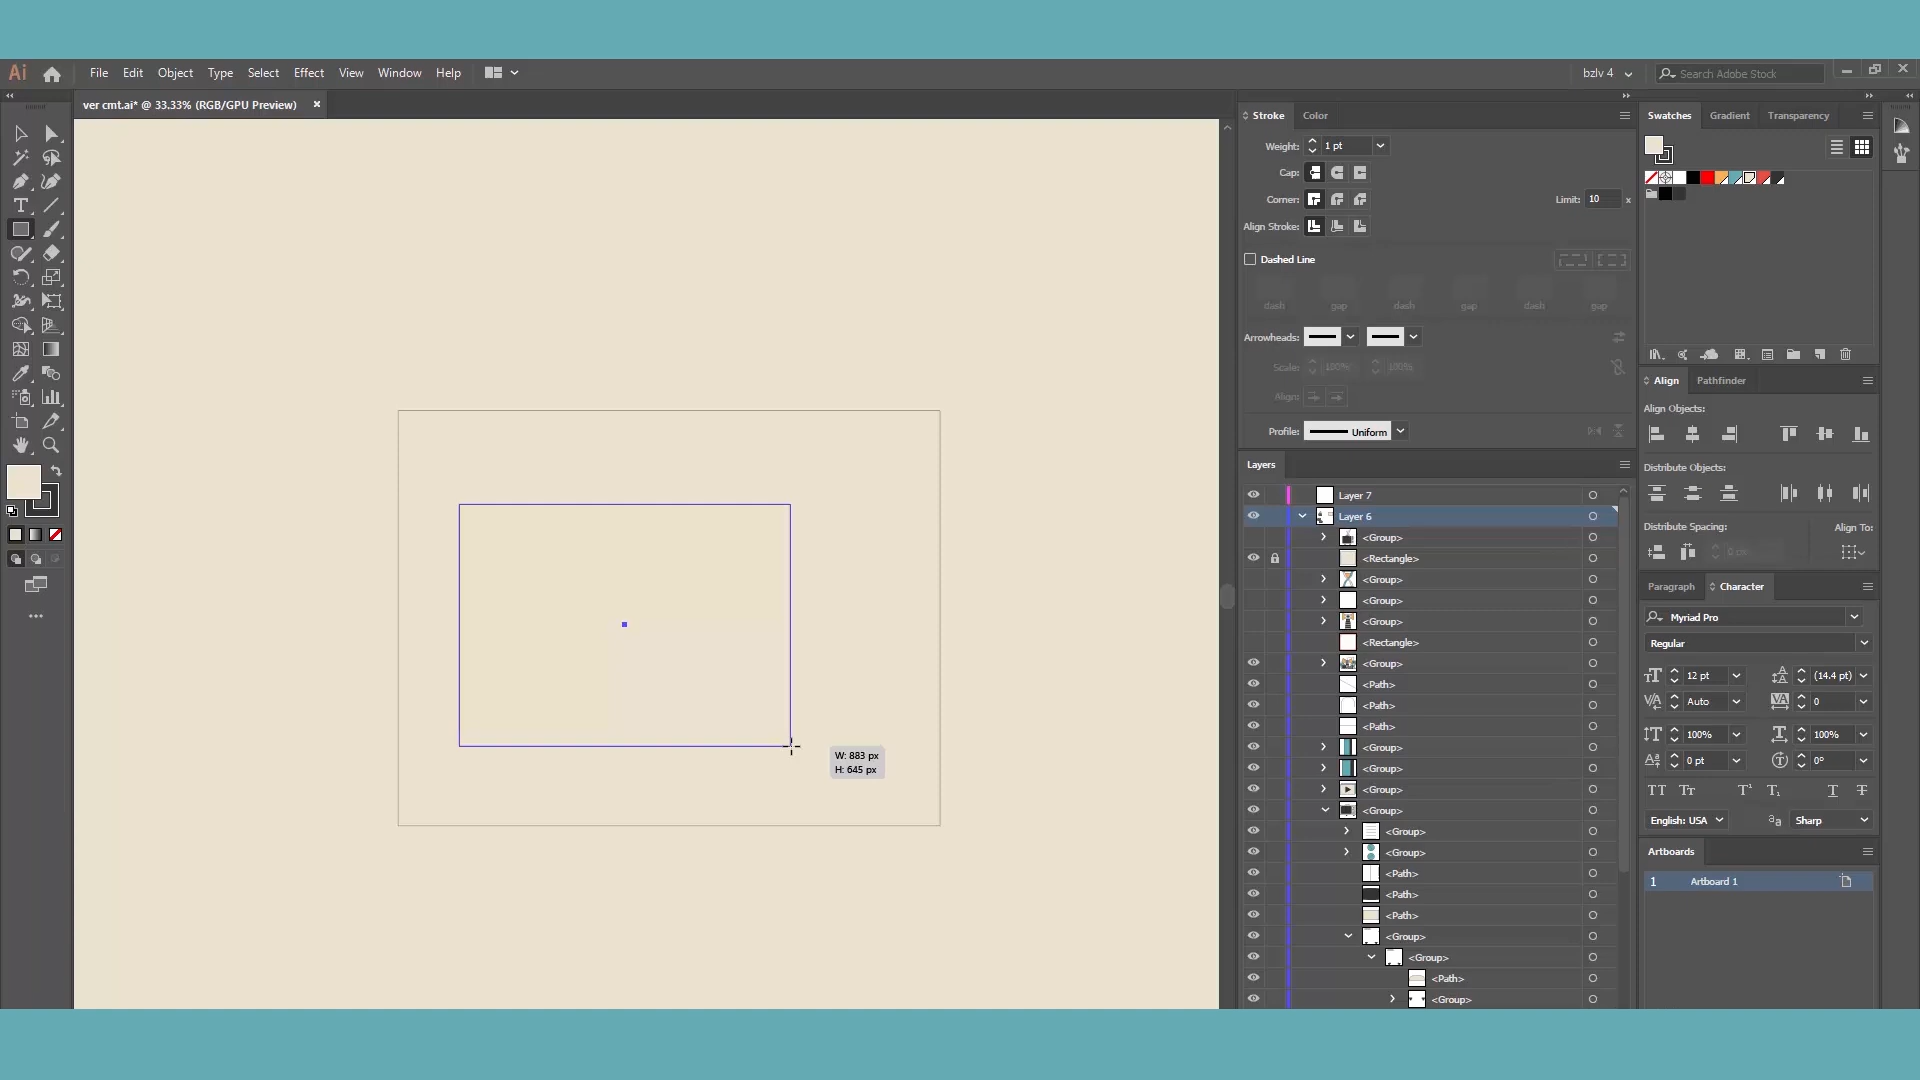 Ai File Edit Object Type Select Effect View Window Help bzlv 4 Search Adobe Stock
ver cmt.ai* @ 33.33% (RGB/GPU Preview)
W: 883 px
H: 645 px
Stroke Color
Weight: 1 pt
Cap:
Corner: Limit: 10 x
Align Stroke:
Dashed Line
dash gap dash gap dash gap
Arrowheads:
Scale: 100% 100%
Align:
Profile: Uniform
Layers
Layer 7
Layer 6
<Group>
<Rectangle>
<Group>
<Group>
<Group>
<Rectangle>
<Group>
<Path>
<Path>
<Path>
<Group>
<Group>
<Group>
<Group>
<Group>
<Group>
<Path>
<Path>
<Path>
<Group>
<Group>
<Path>
<Group>
Swatches Gradient Transparency
Align Pathfinder
Align Objects:
Distribute Objects:
Distribute Spacing: Align To:
0 cm
Paragraph Character
Myriad Pro
Regular
12 pt (14.4 pt)
Auto 0
100% 100%
0 pt 0°
English: USA Sharp
Artboards
1 Artboard 1